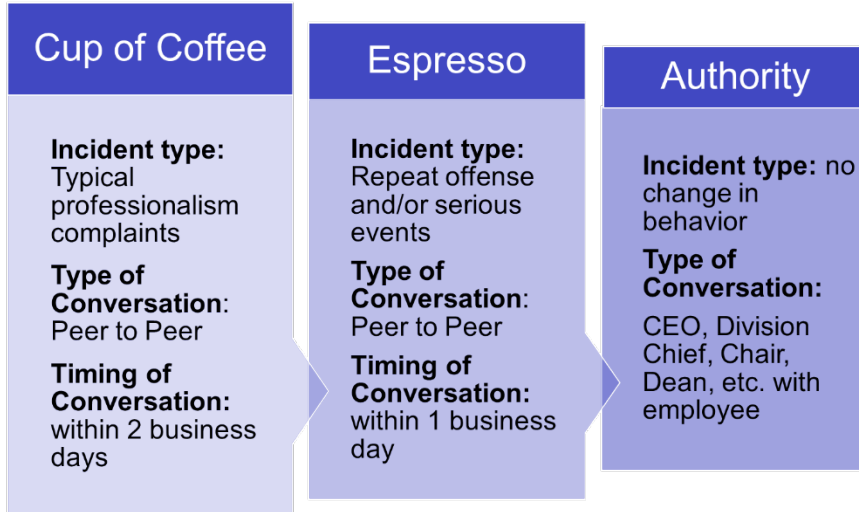 Cup of Coffee
Incident type:
Typical
professionalism
complaints
Type of
Conversation:
Peer to Peer
Timing of
Conversation:
within 2 business
days
Espresso
Incident type:
Repeat offense
and/or serious
events
Type of
Conversation:
Peer to Peer
Timing of
Conversation:
within 1 business
day
Authority
Incident type: no
change in
behavior
Type of
Conversation:
CEO, Division
Chief, Chair,
Dean, etc. with
employee